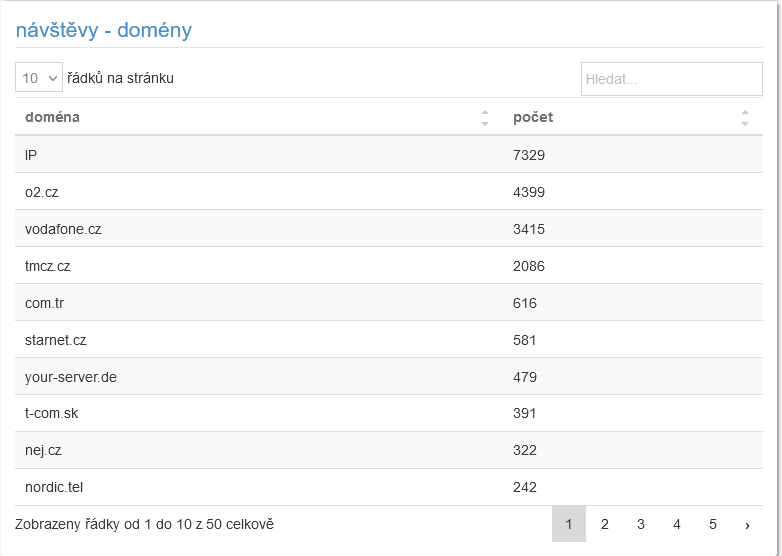 návštěvy - domény
10 řádků na stránku Hledat...
doména počet
IP 7329
o2.cz 4399
vodafone.cz 3415
tmcz.cz 2086
com.tr 616
starnet.cz 581
your-server.de 479
t-com.sk 391
nej.cz 322
nordic.tel 242
Zobrazeny řádky od 1 do 10 z 50 celkově 1 2 3 4 5 ›